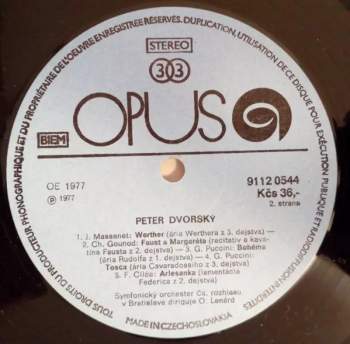 TOUS DROITS DU PRODUCTEUR PHONOGRAPHIQUE ET DU PROPRIÉTAIRE DE L'OEUVRE ENREGISTREE RÉSERVÉS. DUPLICATION, UTILISATION DE CE DISQUE POUR EXÉCUTION PUBLIQUE ET RADIODIFFUSION INTERDITES
STEREO
33
OPUS
BIEM
OE 1977
Ⓟ 1977
9112 0544
Kčs 36,-
2. strana
PETER DVORSKÝ
1. J. Massenet: Werther (ária Werthera z 3. dejstva) —
2. Ch. Gounod: Faust a Margaréta (recitatív a kava-
tína Fausta z 2. dejstva) — 3. G. Puccini: Bohéma
(ária Rudolfa z 1. dejstva) — 4. G. Puccini:
Tosca (ária Cavaradossiho z 3. dejstva) —
5. F. Cilèa: Arlesanka (lamentácia
Federica z 2. dejstva)
Symfonický orchester Čs. rozhlasu
v Bratislave diriguje O. Lenárd
MADE IN CZECHOSLOVAKIA